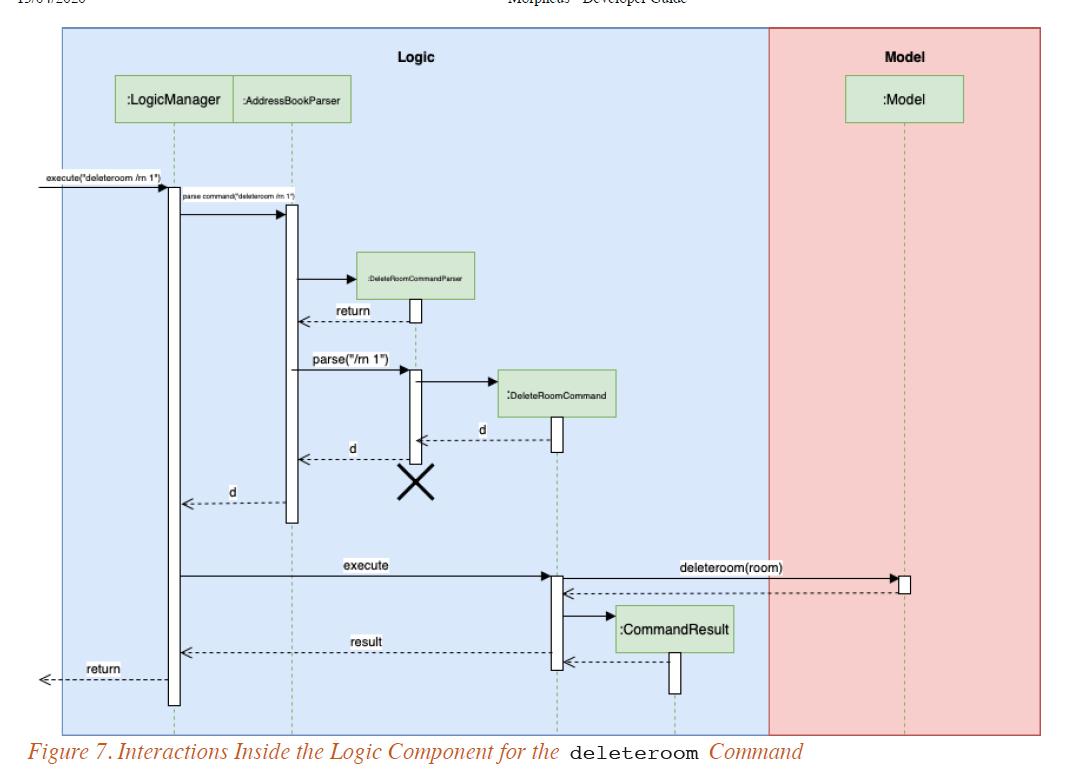 Logic
Model
:LogicManager
:AddressBookParser
:Model
execute("deleteroom /rn 1")
parse command("deleteroom /rn 1")
:DeleteRoomCommandParser
return
parse("/rn 1")
:DeleteRoomCommand
d
d
d
execute
deleteroom(room)
:CommandResult
result
return
Figure 7. Interactions Inside the Logic Component for the deleteroom Command